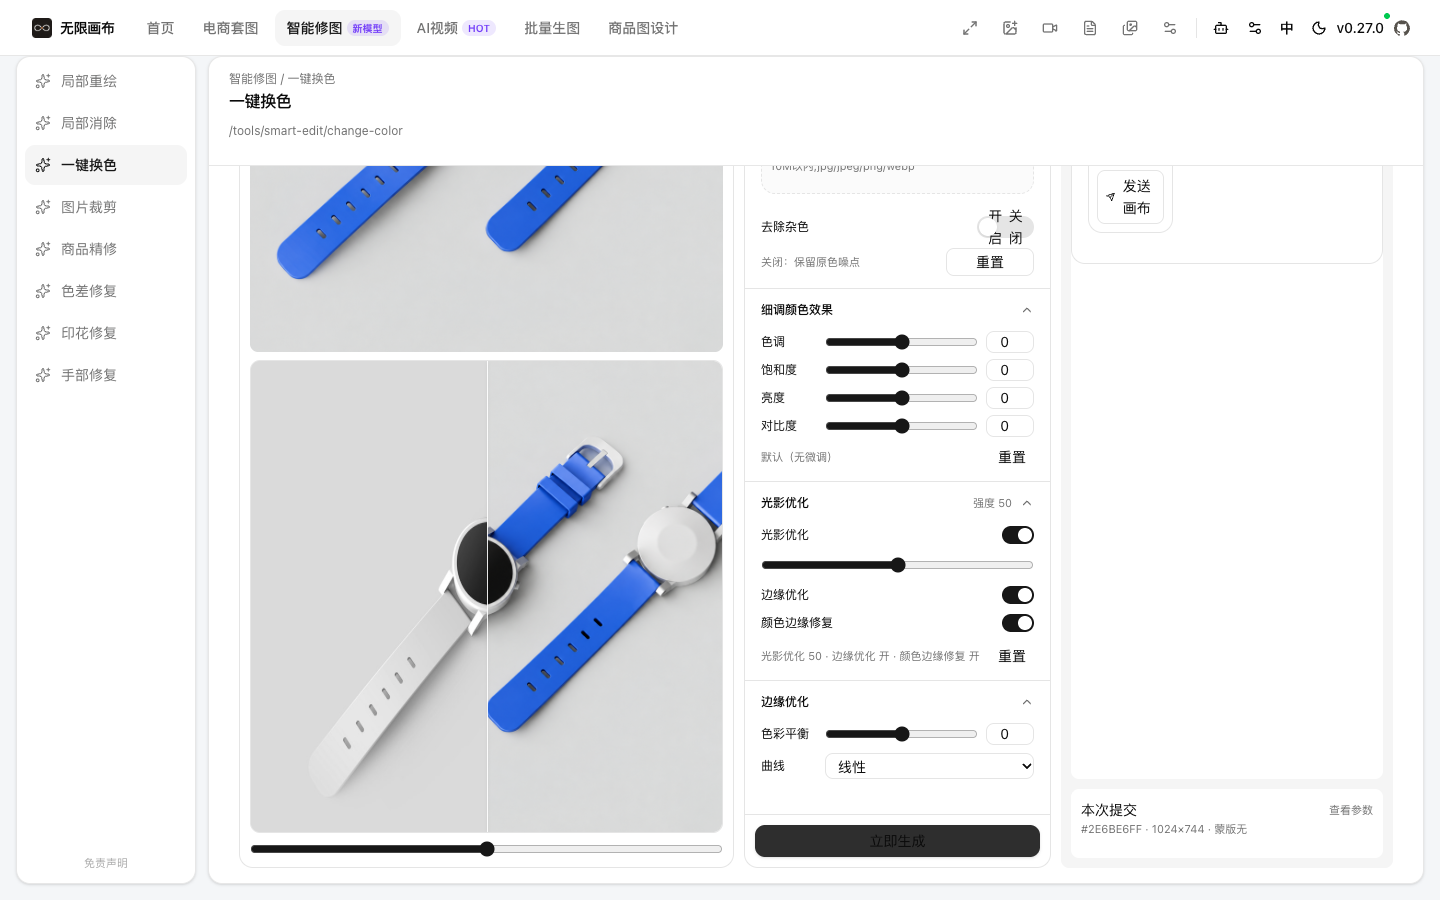 无限画布
首页
电商套图
智能修图 新模型
AI视频 HOT
批量生图
商品图设计
中
v0.27.0
局部重绘
局部消除
一键换色
图片裁剪
商品精修
色差修复
印花修复
手部修复
免责声明
智能修图 / 一键换色
一键换色
/tools/smart-edit/change-color
去除杂色
开启 关闭
关闭：保留原色噪点
重置
细调颜色效果
色调 0
饱和度 0
亮度 0
对比度 0
默认（无微调）
重置
光影优化 强度 50
光影优化
边缘优化
颜色边缘修复
光影优化 50 · 边缘优化 开 · 颜色边缘修复 开
重置
边缘优化
色彩平衡 0
曲线 线性
立即生成
发送
画布
本次提交 查看参数
#2E6BE6FF · 1024×744 · 蒙版无